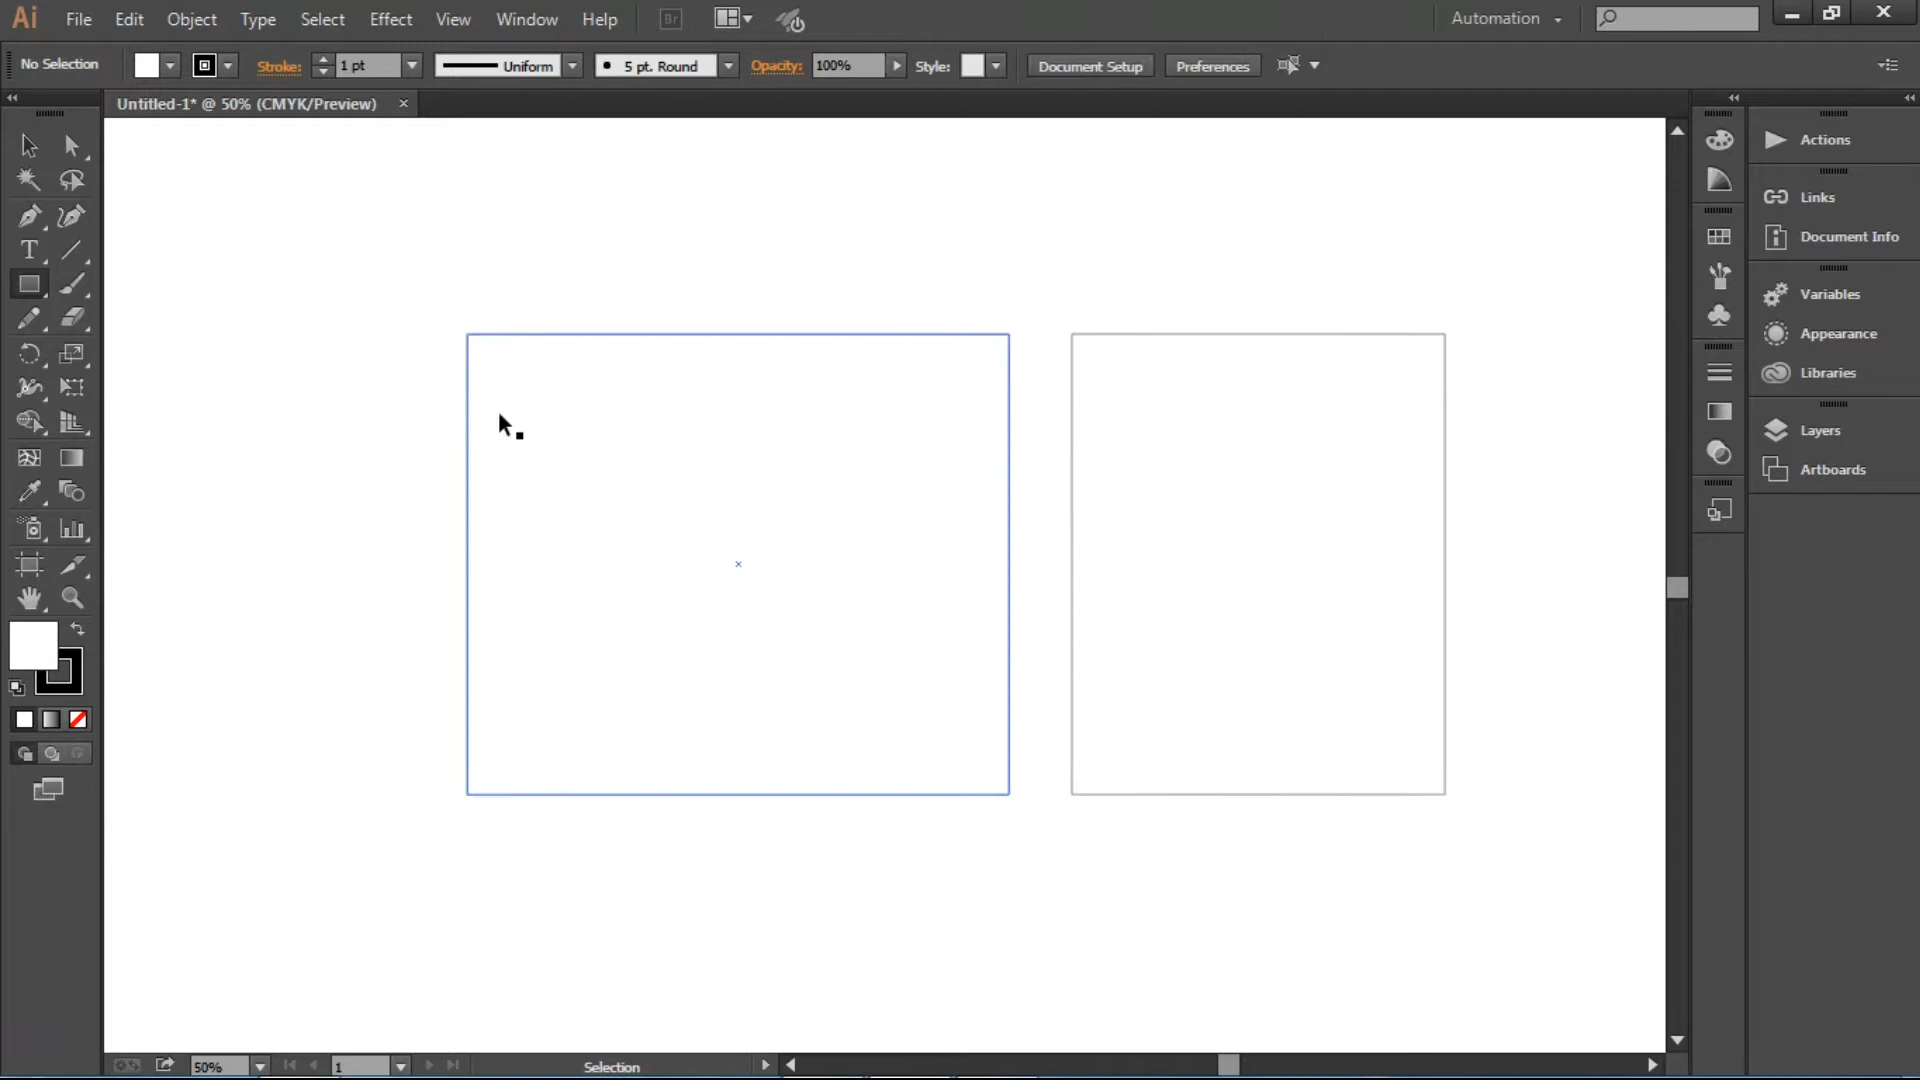 Ai File Edit Object Type Select Effect View Window Help Br Automation
No Selection Stroke: 1 pt Uniform 5 pt. Round Opacity: 100% Style: Document Setup Preferences
Untitled-1* @ 50% (CMYK/Preview) ×
T
Actions
Links
Document Info
Variables
Appearance
Libraries
Layers
Artboards
50% 1 Selection